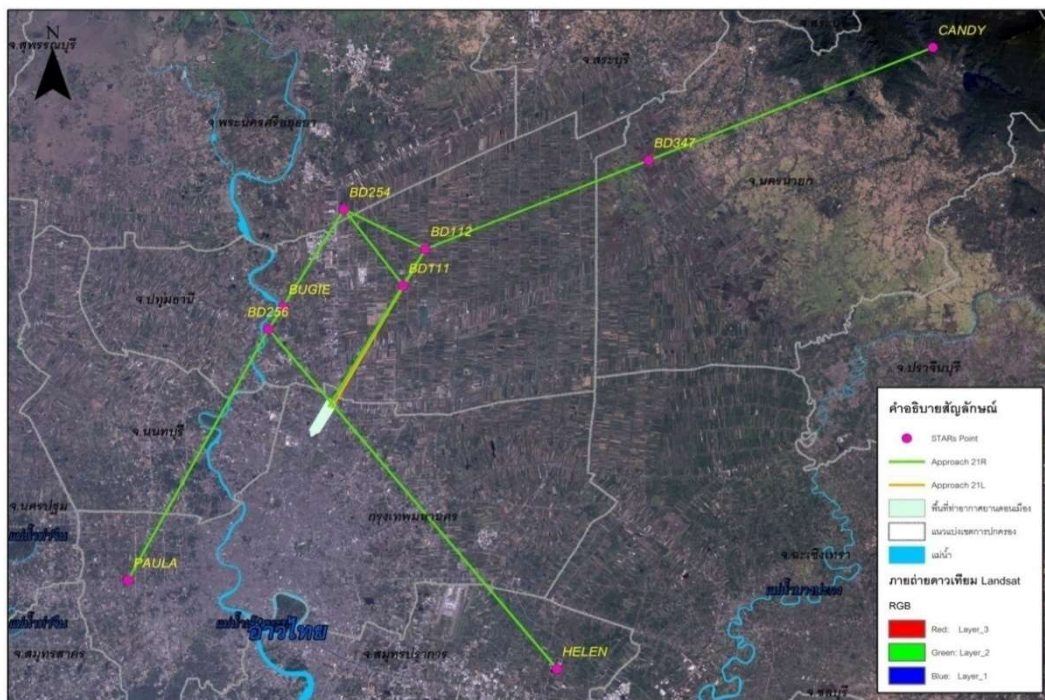 CANDY
จ.สุพรรณบุรี
N
จ.สระบุรี
จ.พระนครศรีอยุธยา
BD347
จ.นครนายก
BD254
BD112
BDT11
จ.ปทุมธานี
BUGIE
BD256
จ.ปราจีนบุรี
จ.นนทบุรี
จ.นครปฐม
กรุงเทพมหานคร
จ.ฉะเชิงเทรา
PAULA
อ่าวไทย
จ.สมุทรสาคร
จ.สมุทรปราการ
HELEN
จ.ชลบุรี
คำอธิบายสัญลักษณ์
STARs Point
Approach 21R
Approach 21L
พื้นที่ท่าอากาศยานดอนเมือง
แนวแบ่งเขตการปกครอง
แม่น้ำ
ภายถ่ายดาวเทียม Landsat
RGB
Red: Layer_3
Green: Layer_2
Blue: Layer_1